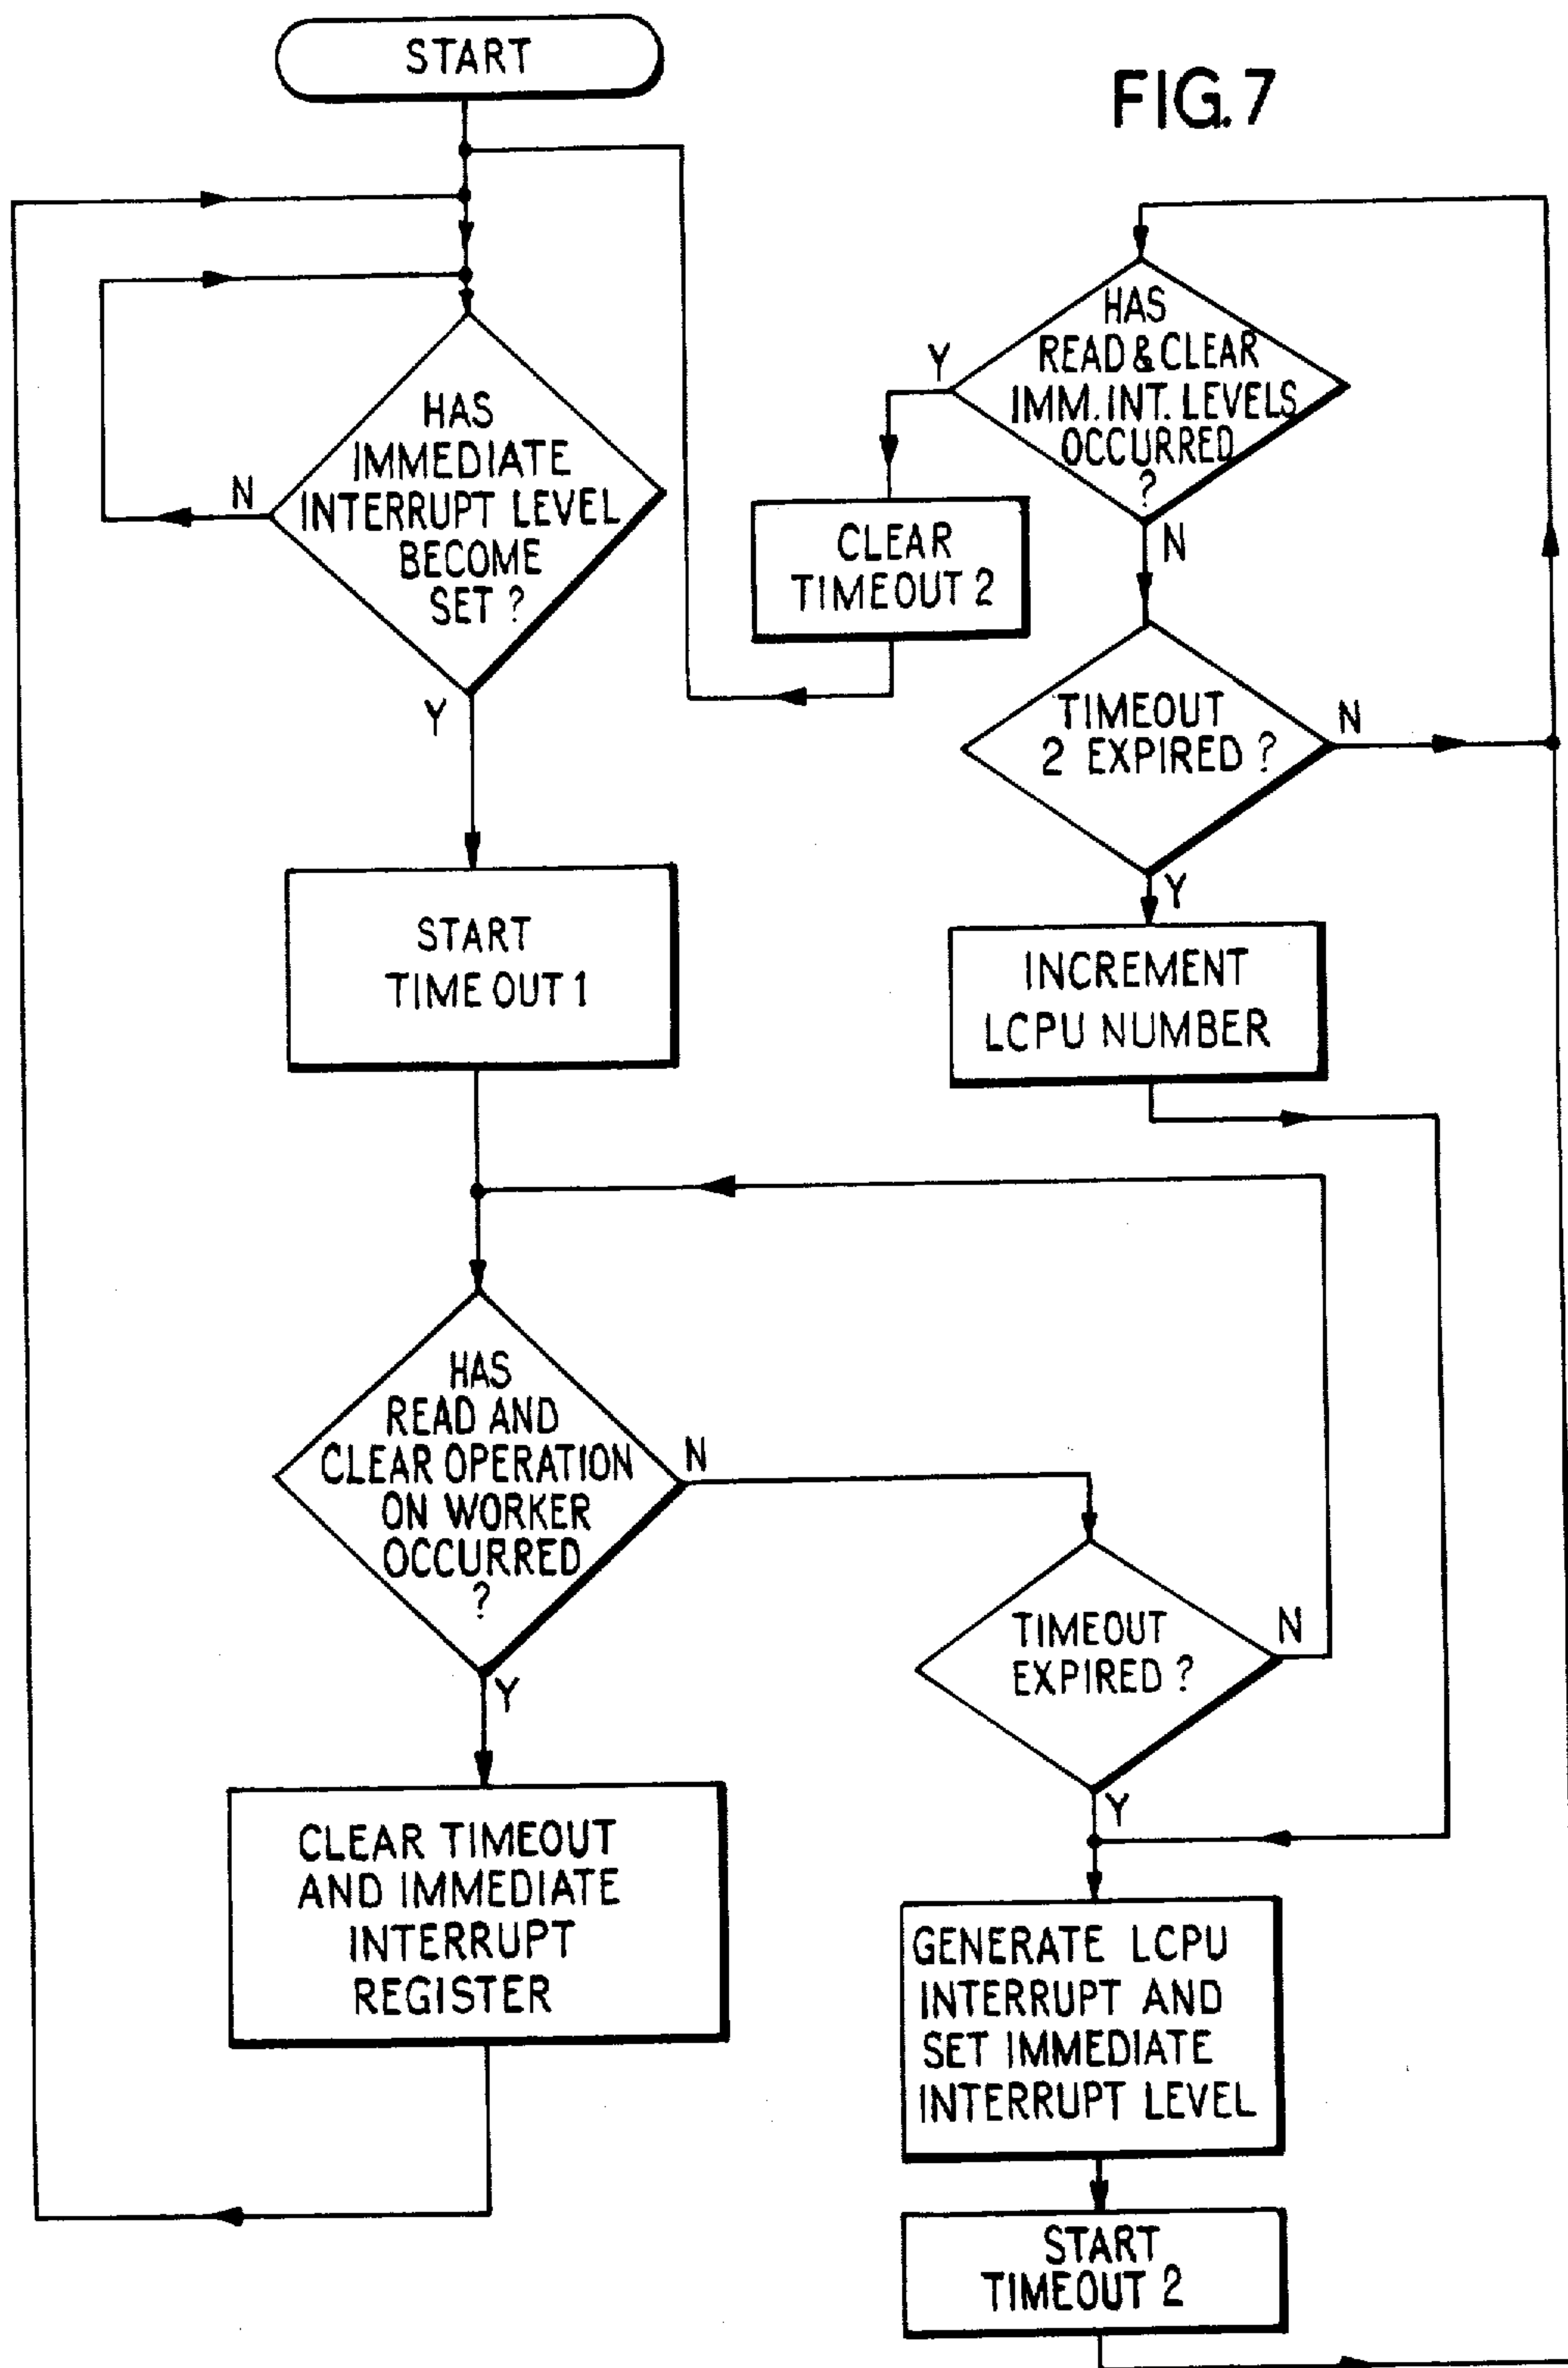 START
FIG.7
HAS
IMMEDIATE
INTERRUPT LEVEL
BECOME
SET ?
N
Y
START
TIME OUT 1
HAS
READ AND
CLEAR OPERATION
ON WORKER
OCCURRED
?
N
Y
CLEAR TIMEOUT
AND IMMEDIATE
INTERRUPT
REGISTER
HAS
READ & CLEAR
IMM. INT. LEVELS
OCCURRED
?
Y
N
CLEAR
TIMEOUT 2
TIMEOUT
2 EXPIRED ?
N
Y
INCREMENT
LCPU NUMBER
TIMEOUT
EXPIRED ?
N
Y
GENERATE LCPU
INTERRUPT AND
SET IMMEDIATE
INTERRUPT LEVEL
START
TIMEOUT 2